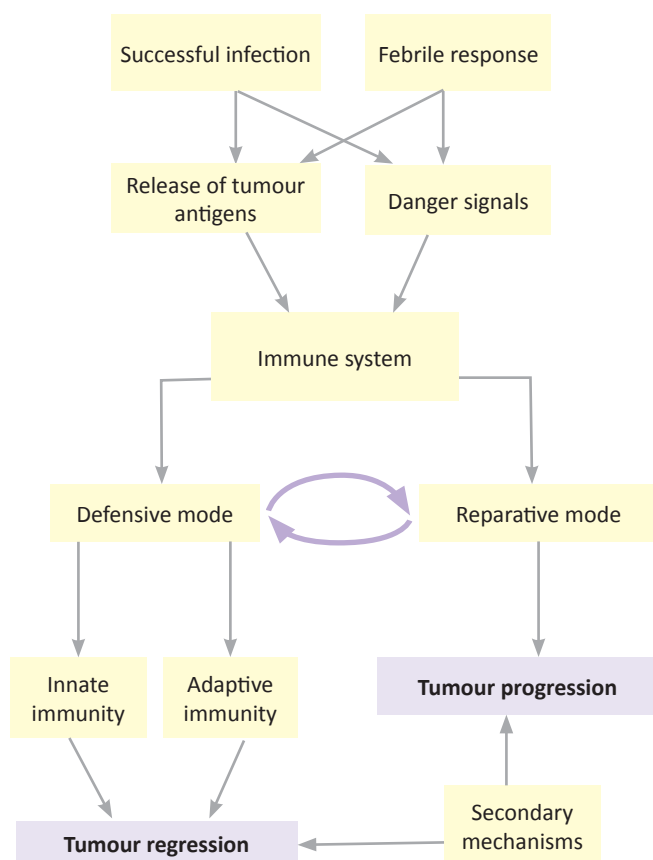 Successful infection
Febrile response
Release of tumour
antigens
Danger signals
Immune system
Defensive mode
Reparative mode
Innate
immunity
Adaptive
immunity
Tumour progression
Secondary
mechanisms
Tumour regression